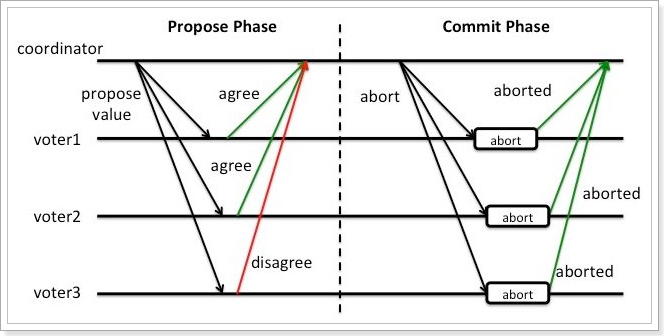 Propose Phase
Commit Phase
coordinator
propose
value
agree
abort
aborted
voter1
abort
agree
aborted
voter2
abort
disagree
aborted
voter3
abort